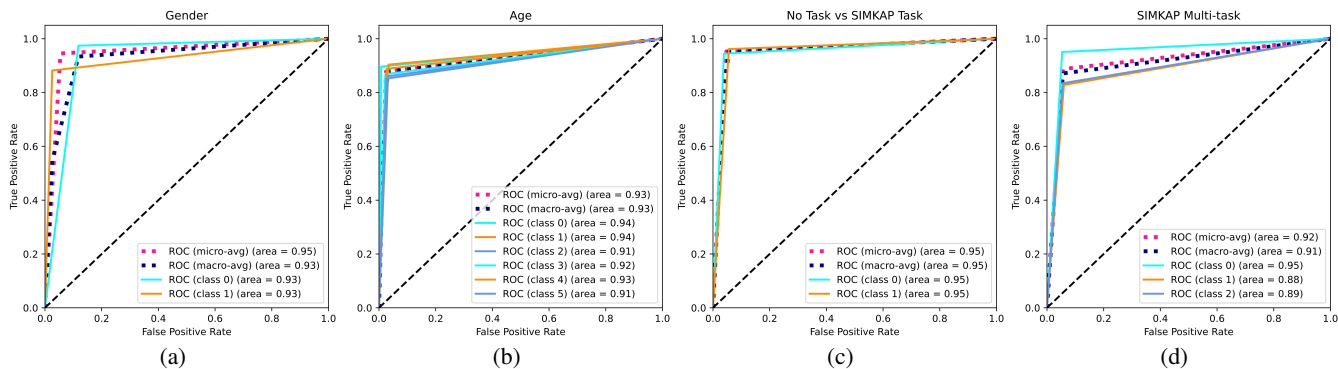 Gender
True Positive Rate
1.0
0.8
0.6
0.4
0.2
0.0
ROC (micro-avg) (area = 0.95)
ROC (macro-avg) (area = 0.93)
ROC (class 0) (area = 0.93)
ROC (class 1) (area = 0.93)
0.0 0.2 0.4 0.6 0.8 1.0
False Positive Rate
(a)
Age
True Positive Rate
1.0
0.8
0.6
0.4
0.2
0.0
ROC (micro-avg) (area = 0.93)
ROC (macro-avg) (area = 0.93)
ROC (class 0) (area = 0.94)
ROC (class 1) (area = 0.94)
ROC (class 2) (area = 0.91)
ROC (class 3) (area = 0.92)
ROC (class 4) (area = 0.93)
ROC (class 5) (area = 0.91)
0.0 0.2 0.4 0.6 0.8 1.0
False Positive Rate
(b)
No Task vs SIMKAP Task
True Positive Rate
1.0
0.8
0.6
0.4
0.2
0.0
ROC (micro-avg) (area = 0.95)
ROC (macro-avg) (area = 0.95)
ROC (class 0) (area = 0.95)
ROC (class 1) (area = 0.95)
0.0 0.2 0.4 0.6 0.8 1.0
False Positive Rate
(c)
SIMKAP Multi-task
True Positive Rate
1.0
0.8
0.6
0.4
0.2
0.0
ROC (micro-avg) (area = 0.92)
ROC (macro-avg) (area = 0.91)
ROC (class 0) (area = 0.95)
ROC (class 1) (area = 0.88)
ROC (class 2) (area = 0.89)
0.0 0.2 0.4 0.6 0.8 1.0
False Positive Rate
(d)